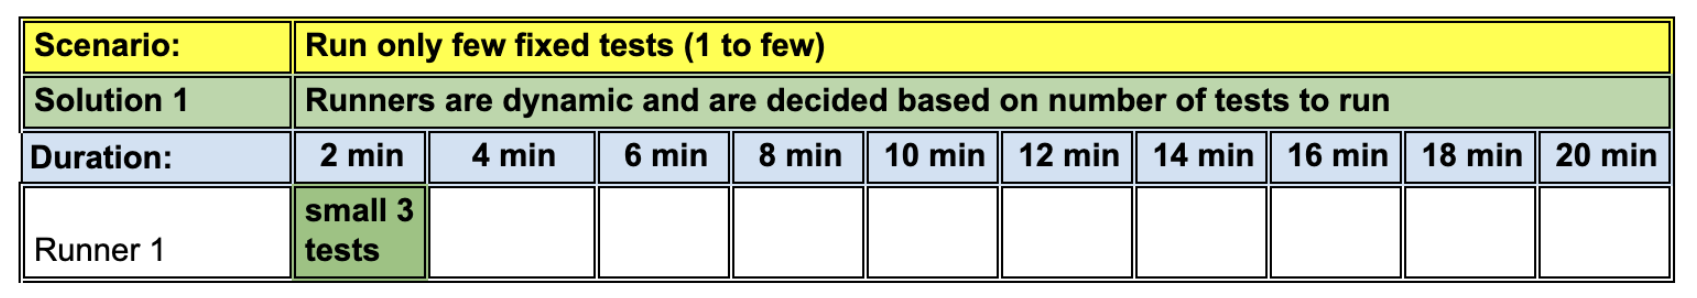 Scenario: Run only few fixed tests (1 to few)
Solution 1 Runners are dynamic and are decided based on number of tests to run
Duration: 2 min 4 min 6 min 8 min 10 min 12 min 14 min 16 min 18 min 20 min
small 3
Runner 1 tests